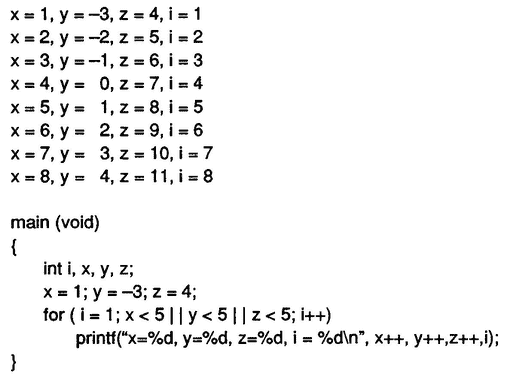 x = 1, y = –3, z = 4, i = 1
x = 2, y = –2, z = 5, i = 2
x = 3, y = –1, z = 6, i = 3
x = 4, y = 0, z = 7, i = 4
x = 5, y = 1, z = 8, i = 5
x = 6, y = 2, z = 9, i = 6
x = 7, y = 3, z = 10, i = 7
x = 8, y = 4, z = 11, i = 8
main (void)
{
int i, x, y, z;
x = 1; y = –3; z = 4;
for ( i = 1; x < 5 || y < 5 || z < 5; i++)
printf(“x=%d, y=%d, z=%d, i = %d\n”, x++, y++,z++,i);
}